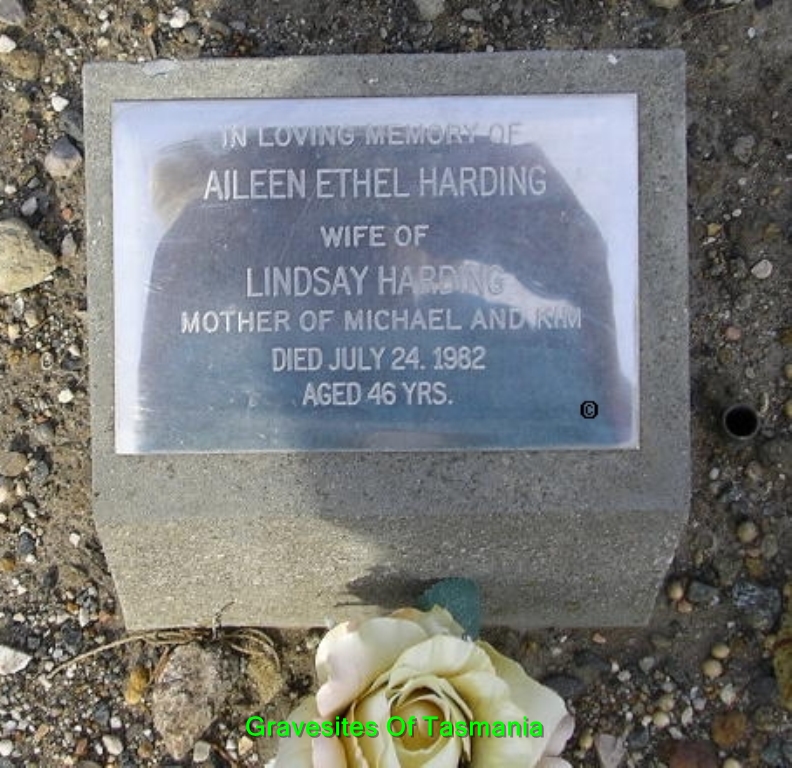 IN LOVING MEMORY OF
AILEEN ETHEL HARDING
WIFE OF
LINDSAY HARDING
MOTHER OF MICHAEL AND KIM
DIED JULY 24. 1982
AGED 46 YRS.
©
Gravesites Of Tasmania